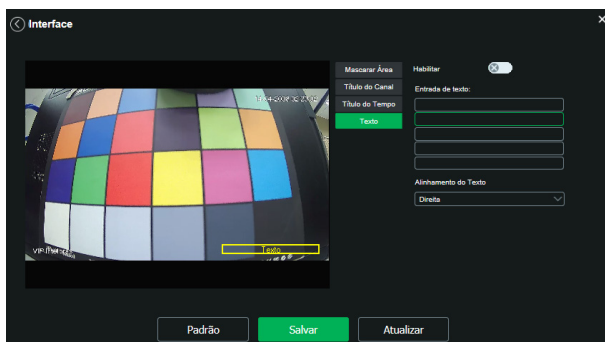 Interface
Mascarar Área
Título do Canal
Título do Tempo
Texto
Habilitar
Entrada de texto:
Alinhamento do Texto
Direita
Texto
Padrão
Salvar
Atualizar